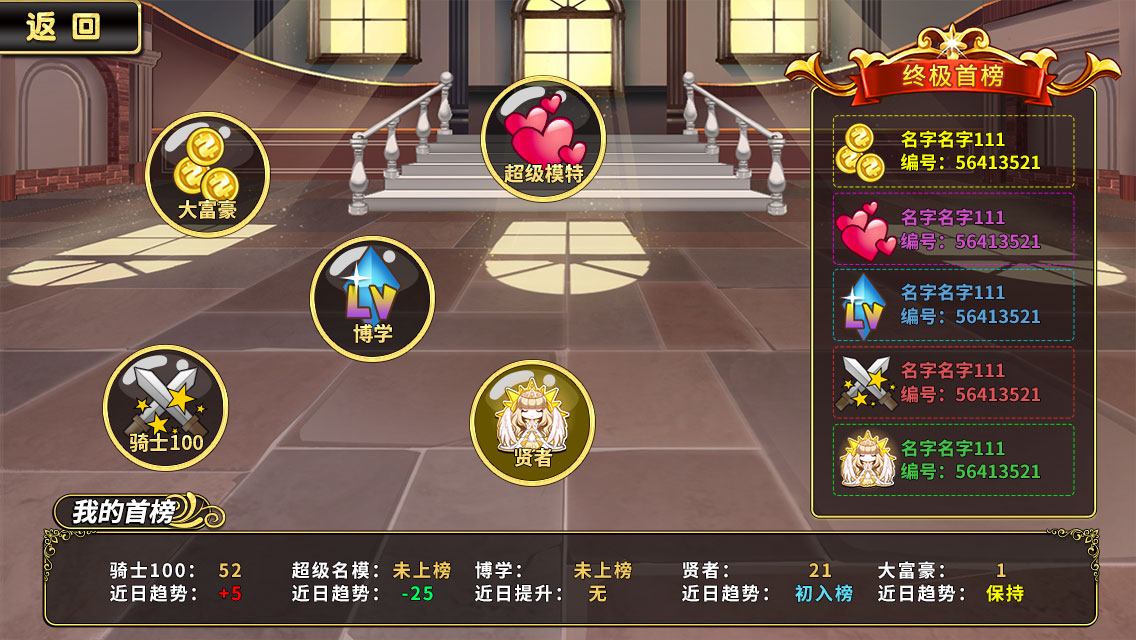 返回
终极首榜
大富豪
超级模特
LV
博学
骑士100
贤者
名字名字111
编号：56413521
名字名字111
编号：56413521
LV
名字名字111
编号：56413521
名字名字111
编号：56413521
名字名字111
编号：56413521
我的首榜
骑士100： 52 超级名模：未上榜 博学： 未上榜 贤者： 21 大富豪： 1
近日趋势： +5 近日趋势： -25 近日提升： 无 近日趋势： 初入榜 近日趋势： 保持